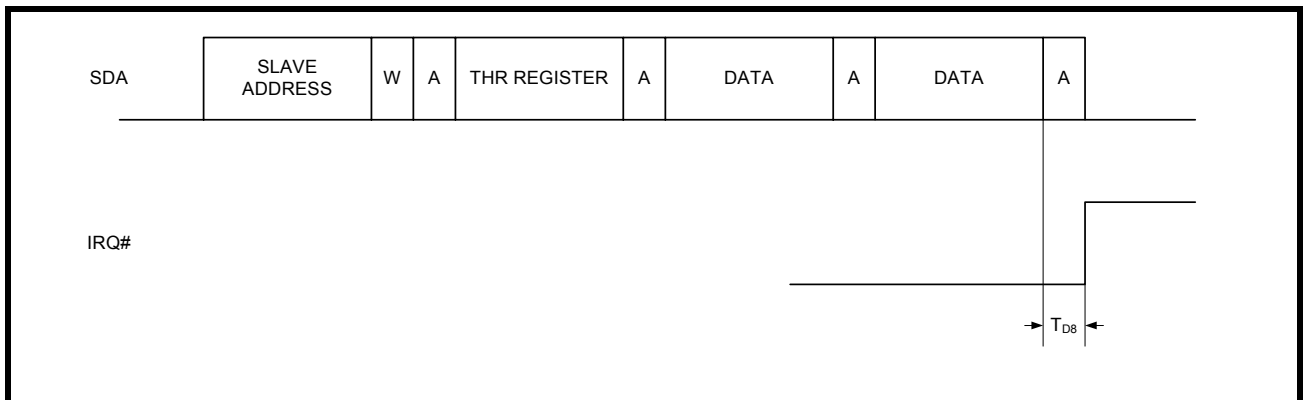 SDA
SLAVE
ADDRESS
W
A
THR REGISTER
A
DATA
A
DATA
A
IRQ#
TD8